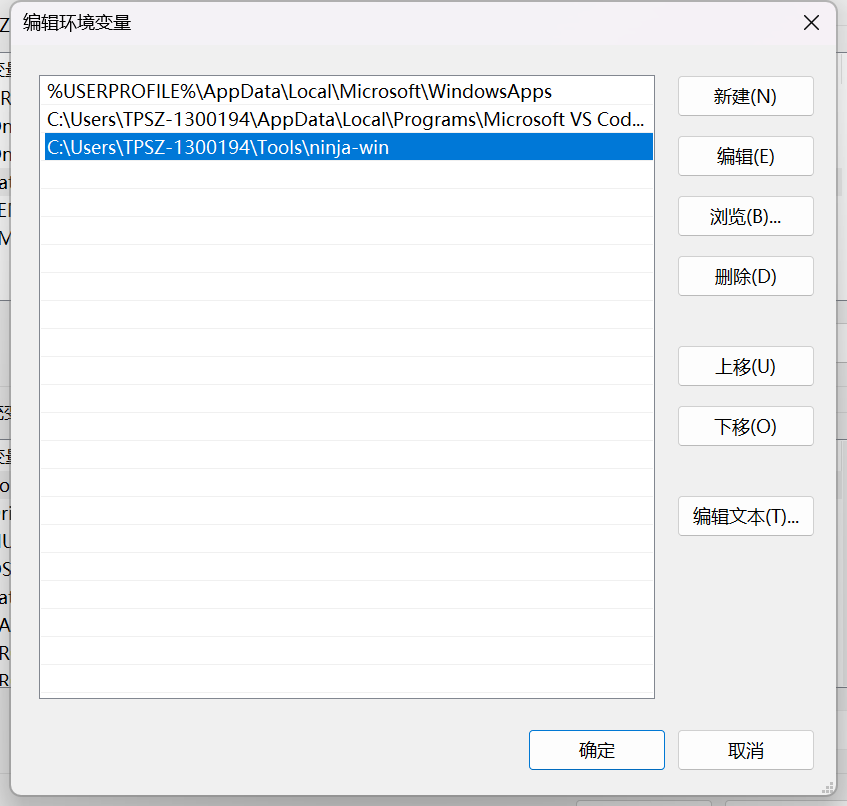 编辑环境变量
%USERPROFILE%\AppData\Local\Microsoft\WindowsApps
C:\Users\TPSZ-1300194\AppData\Local\Programs\Microsoft VS Cod...
C:\Users\TPSZ-1300194\Tools\ninja-win
新建(N)
编辑(E)
浏览(B)...
删除(D)
上移(U)
下移(O)
编辑文本(T)...
确定
取消